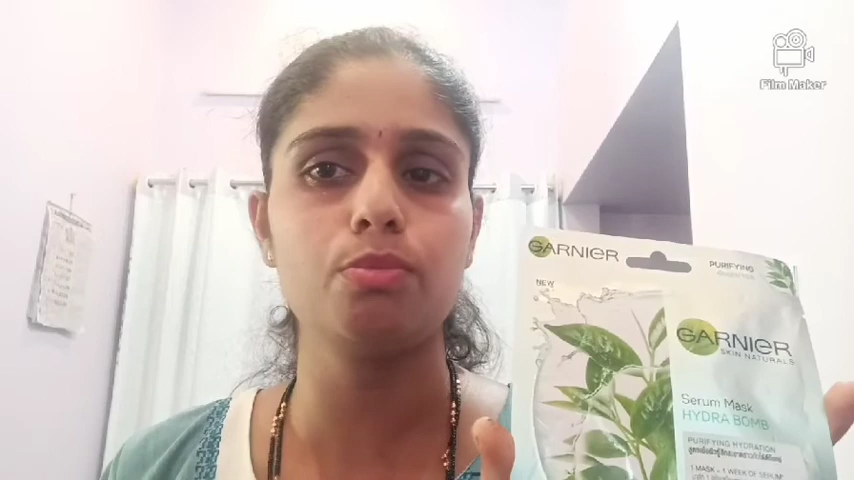 Film Maker
GARNIER
PURIFYING
NEW
GARNIER
SKIN NATURALS
Serum Mask
HYDRA BOMB
PURIFYING HYDRATION
1 MASK = 1 WEEK OF SERUM